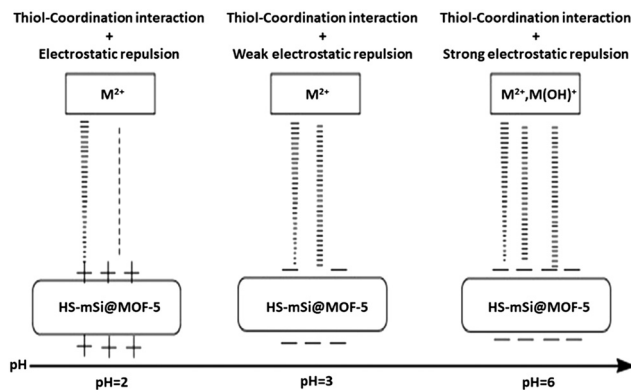 Thiol-Coordination interaction
+
Electrostatic repulsion
M²⁺
HS-mSi@MOF-5
pH=2
Thiol-Coordination interaction
+
Weak electrostatic repulsion
M²⁺
HS-mSi@MOF-5
pH=3
Thiol-Coordination interaction
+
Strong electrostatic repulsion
M²⁺,M(OH)⁺
HS-mSi@MOF-5
pH=6
pH